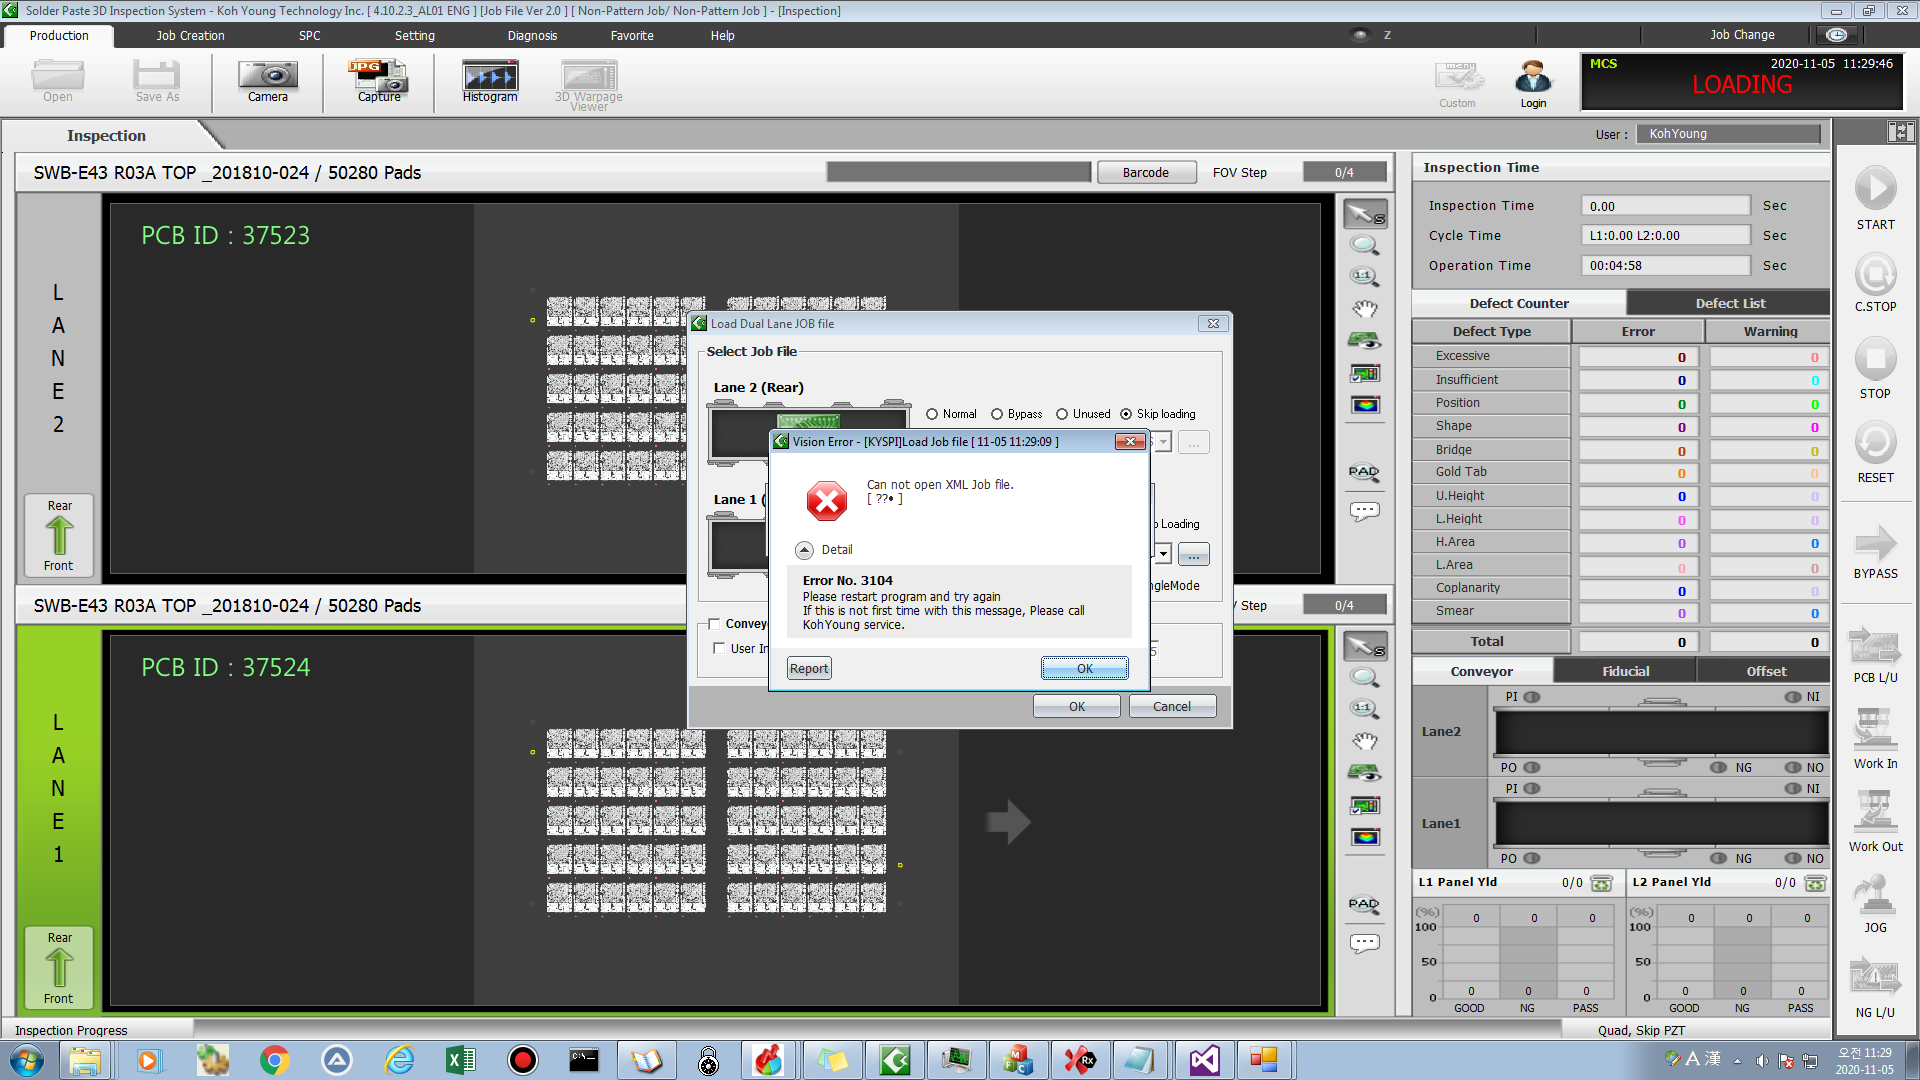 Solder Paste 3D Inspection System - Koh Young Technology Inc. [ 4.10.2.3_AL01 ENG ] [Job File Ver 2.0 ] [ Non-Pattern Job/ Non-Pattern Job ] - [Inspection]
Production Job Creation SPC Setting Diagnosis Favorite Help Z Job Change
Open Save As Camera JPG Capture Histogram 3D Warpage Viewer Custom Login
MCS 2020-11-05 11:29:46
LOADING
Inspection
User : KohYoung
SWB-E43 R03A TOP _201810-024 / 50280 Pads
Barcode FOV Step 0/4
LANE2
PCB ID : 37523
Rear
Front
S
1:1
PAD
SWB-E43 R03A TOP _201810-024 / 50280 Pads
Step 0/4
LANE1
PCB ID : 37524
Rear
Front
S
1:1
PAD
Load Dual Lane JOB file
Select Job File
Lane 2 (Rear)
Normal Bypass Unused Skip loading
...
Lane 1 (
Loading
...
ngleMode
Convey
User In
5
OK Cancel
Vision Error - [KYSPI]Load Job file [ 11-05 11:29:09 ]
Can not open XML Job file.
[ ??• ]
Detail
Error No. 3104
Please restart program and try again
If this is not first time with this message, Please call
KohYoung service.
Report OK
Inspection Time
Inspection Time 0.00 Sec
Cycle Time L1:0.00 L2:0.00 Sec
Operation Time 00:04:58 Sec
Defect Counter Defect List
Defect Type Error Warning
Excessive 0 0
Insufficient 0 0
Position 0 0
Shape 0 0
Bridge 0 0
Gold Tab 0 0
U.Height 0 0
L.Height 0 0
H.Area 0 0
L.Area 0 0
Coplanarity 0 0
Smear 0 0
Total 0 0
Conveyor Fiducial Offset
PI NI
Lane2
PO NG NO
PI NI
Lane1
PO NG NO
L1 Panel Yld 0/0 L2 Panel Yld 0/0
(%) 0 0 0 (%) 0 0 0
100 100
50 50
0 0 0 0 0 0 0 0
GOOD NG PASS GOOD NG PASS
START
C.STOP
STOP
RESET
BYPASS
PCB L/U
Work In
Work Out
JOG
NG L/U
Inspection Progress
Quad, Skip PZT
A 漢
오전 11:29
2020-11-05